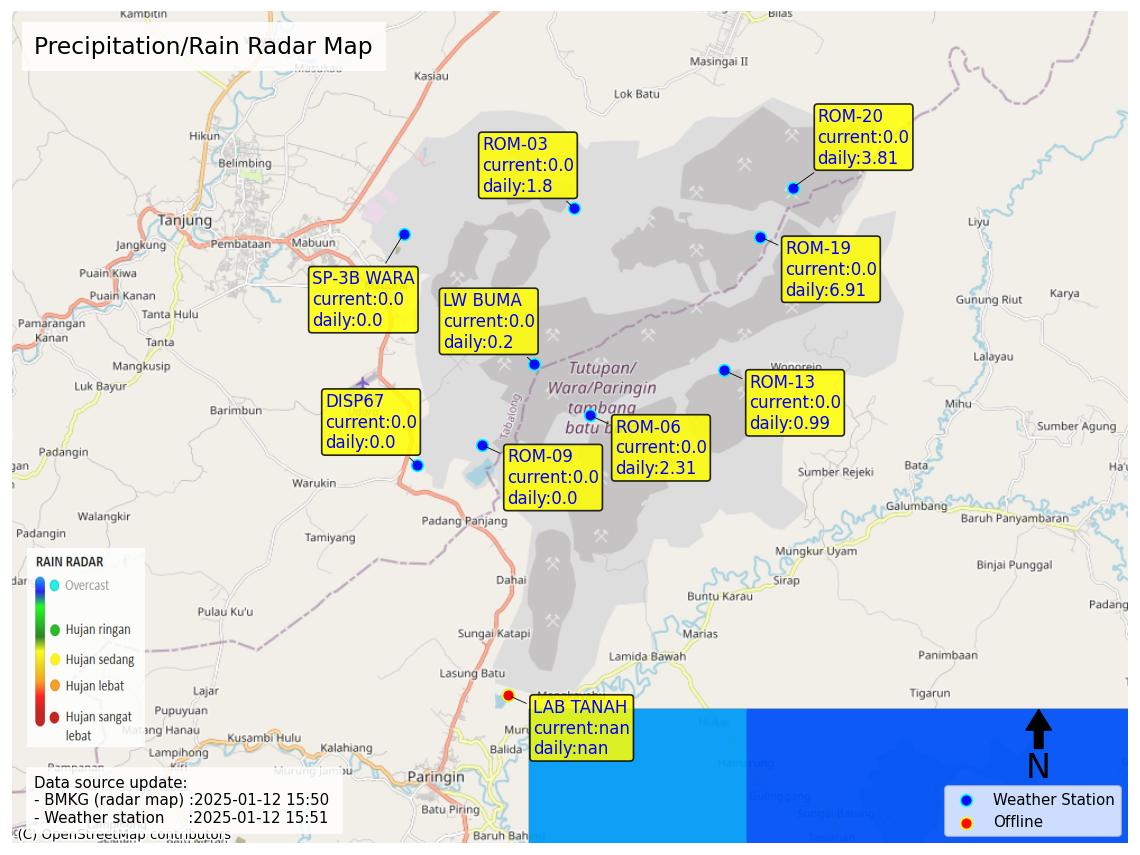 Kambitin
Bilas
Precipitation/Rain Radar Map
Masukau
Kasiau
Masingai II
Lok Batu
ROM-20
current:0.0
daily:3.81
Hikun
ROM-03
current:0.0
daily:1.8
Belimbing
Tanjung
Liyu
Jangkung
Pembataan
Mabuun
ROM-19
current:0.0
daily:6.91
Puain Kiwa
SP-3B WARA
current:0.0
daily:0.0
Puain Kanan
LW BUMA
current:0.0
daily:0.2
Gunung Riut
Karya
Tanta Hulu
Pamarangan
Kanan
Tanta
Lalayau
Mangkusip
Tutupan/
Wara/Paringin
tambang
batu b
Wonorejo
ROM-13
current:0.0
daily:0.99
Luk Bayur
Barimbun
DISP67
current:0.0
daily:0.0
Tabalong
Mihu
ROM-06
current:0.0
daily:2.31
Sumber Agung
ROM-09
current:0.0
daily:0.0
gan
Bata
Ha'u
Sumber Rejeki
Warukin
Galumbang
Walangkir
Padang Panjang
Baruh Panyambaran
Padangin
Tamiyang
Mungkur Uyam
Binjai Punggal
RAIN RADAR
Overcast
Hujan ringan
Hujan sedang
Hujan lebat
Hujan sangat
lebat
Dahai
Sirap
Buntu Karau
Padang
Pulau Ku'u
Sungai Katapi
Marias
Lamida Bawah
Panimbaan
Lasung Batu
Lajar
Tigarun
Pupuyuan
LAB TANAH
current:nan
daily:nan
Matang Hanau
Kusambi Hulu
Kalahiang
Balida
Lampihong
Murung Jambu
Paringin
N
Data source update:
- BMKG (radar map) :2025-01-12 15:50
- Weather station :2025-01-12 15:51
Batu Piring
Weather Station
Offline
(C) OpenStreetMap contributors
Baruh Bah